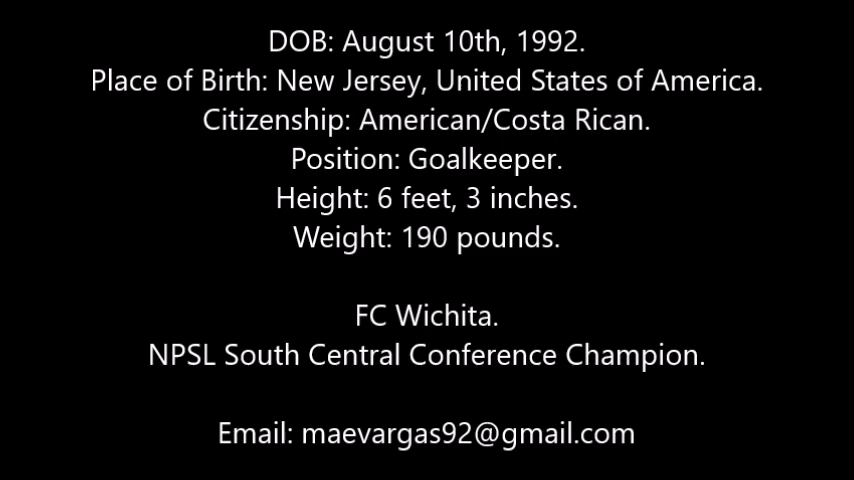 DOB: August 10th, 1992.
Place of Birth: New Jersey, United States of America.
Citizenship: American/Costa Rican.
Position: Goalkeeper.
Height: 6 feet, 3 inches.
Weight: 190 pounds.
FC Wichita.
NPSL South Central Conference Champion.
Email: maevargas92@gmail.com